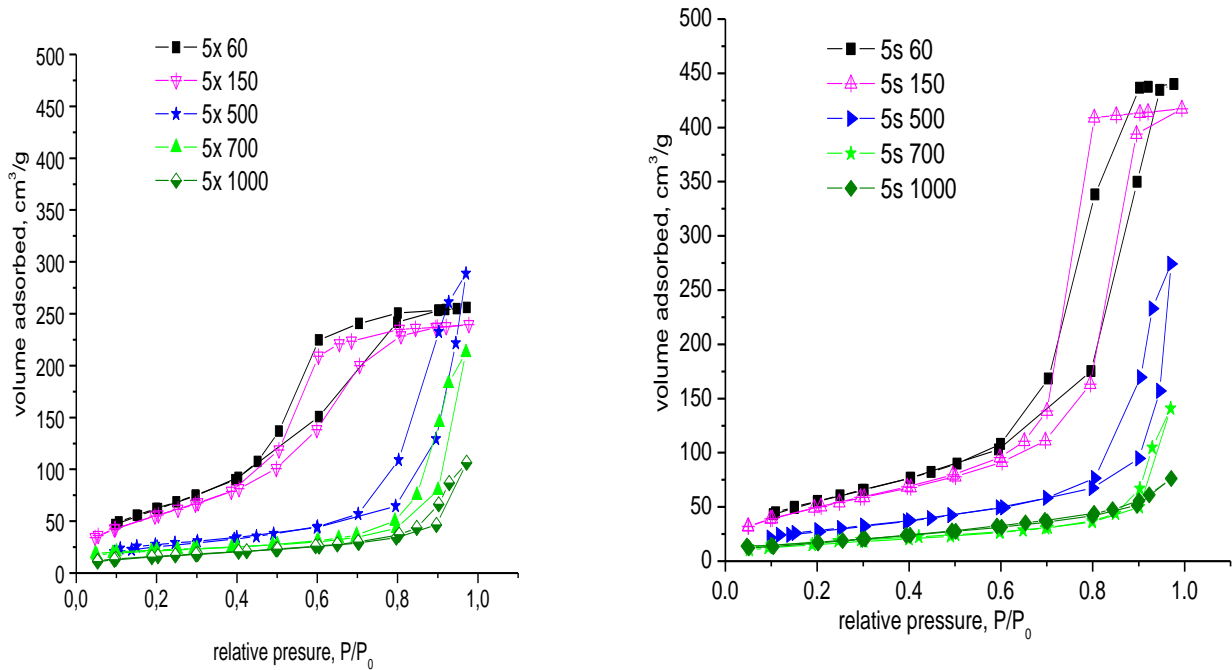 5x 60
5x 150
5x 500
5x 700
5x 1000
500
450
400
350
300
250
200
150
100
50
0
volume adsorbed, cm³/g
0,0 0,2 0,4 0,6 0,8 1,0
relative presure, P/P₀
5s 60
5s 150
5s 500
5s 700
5s 1000
500
450
400
350
300
250
200
150
100
50
0
volume adsorbed, cm³/g
0.0 0.2 0.4 0.6 0.8 1.0
relative pressure, P/P₀